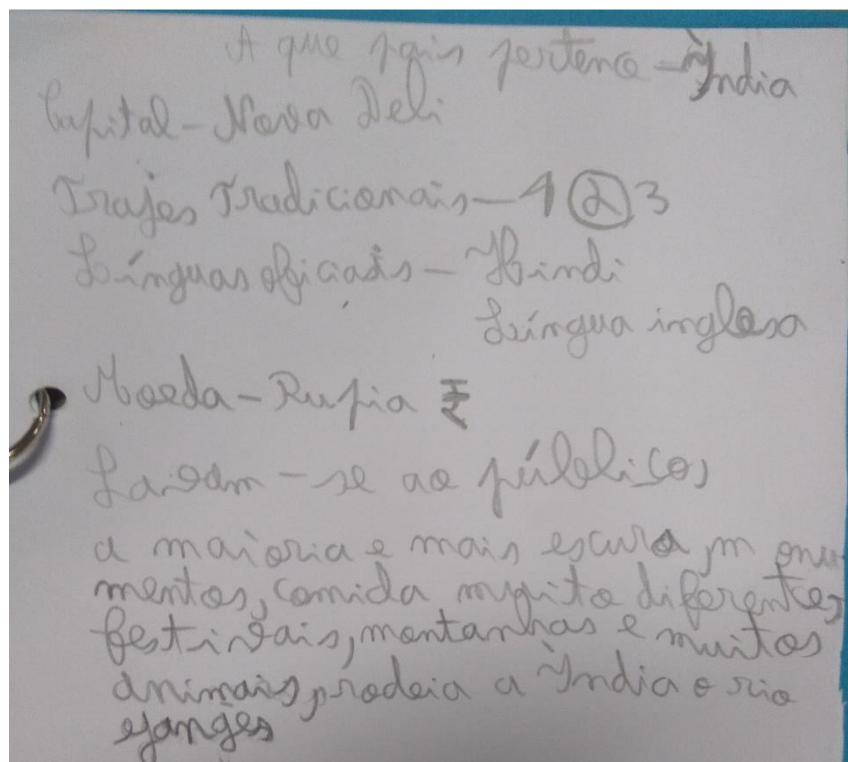 A que país pertence - Índia
Capital - Nova Deli
Trajes Tradicionais - 1 ② 3
Línguas oficiais - Hindi
Língua inglesa
Moeda - Rupia ₹
Lavam-se ao públicos
a maioria e mais escura, monu
mentos, comida muito diferentes,
festivais, montanhas e muitos
animais, rodeia a Índia o rio
ganges